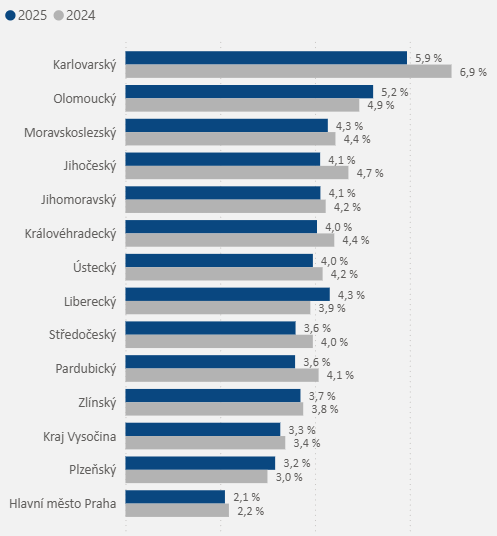 2025 2024
Karlovarský 5,9 %
6,9 %
Olomoucký 5,2 %
4,9 %
Moravskoslezský 4,3 %
4,4 %
Jihočeský 4,1 %
4,7 %
Jihomoravský 4,1 %
4,2 %
Královéhradecký 4,0 %
4,4 %
Ústecký 4,0 %
4,2 %
Liberecký 4,3 %
3,9 %
Středočeský 3,6 %
4,0 %
Pardubický 3,6 %
4,1 %
Zlínský 3,7 %
3,8 %
Kraj Vysočina 3,3 %
3,4 %
Plzeňský 3,2 %
3,0 %
Hlavní město Praha 2,1 %
2,2 %